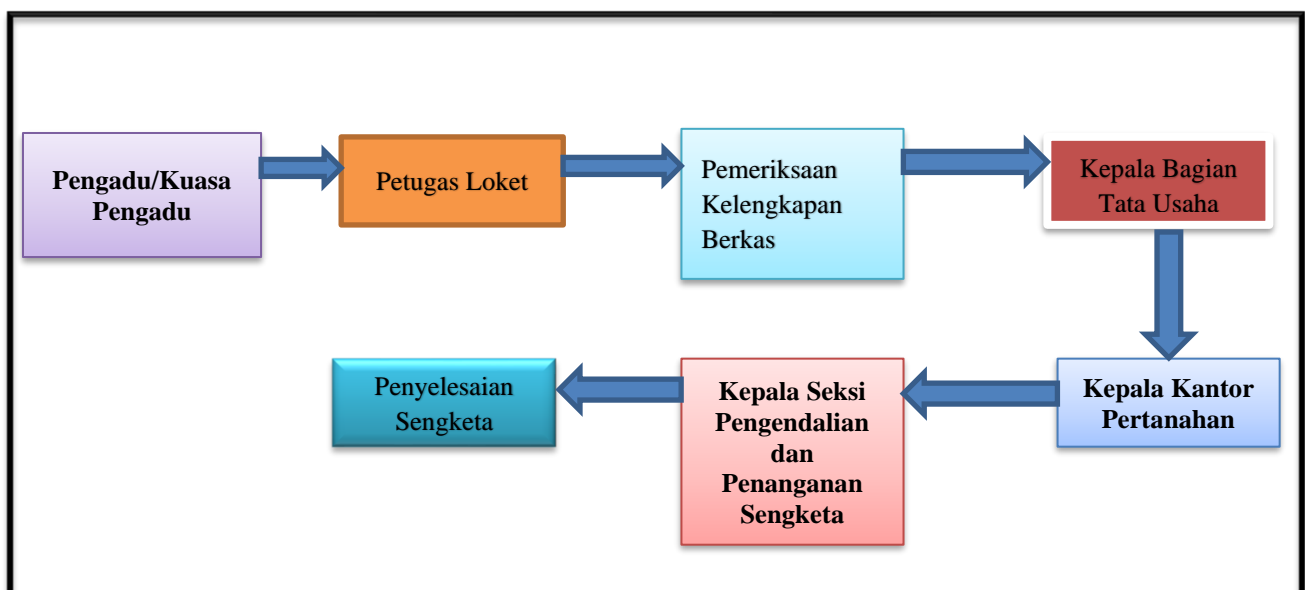 Pengadu/Kuasa
Pengadu
Petugas Loket
Pemeriksaan
Kelengkapan
Berkas
Kepala Bagian
Tata Usaha
Kepala Kantor
Pertanahan
Kepala Seksi
Pengendalian
dan
Penanganan
Sengketa
Penyelesaian
Sengketa